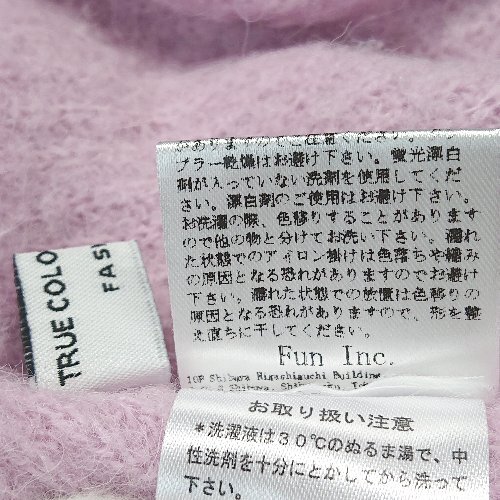 TRUE COLO
FAS
ブラー乾燥はお避け下さい。蛍光漂白
剤が入っていない洗剤を使用してくだ
さい。漂白剤のご使用はお避け下さい。
お洗濯の際、色移りすることがあります
ので他の物と分けてお洗い下さい。濡れ
た状態でのアイロン掛けは色落ちや縮み
の原因となる恐れがありますのでお避け
下さい。濡れた状態での放置は色移りの
原因となる恐れがありますので、形を整
え直ちに干してください。
Fun Inc.
10F Shibuya Higashiguchi Building
お取り扱い注意
*洗濯液は30℃のぬるま湯で、中
性洗剤を十分にとかしてから洗って
下さい。